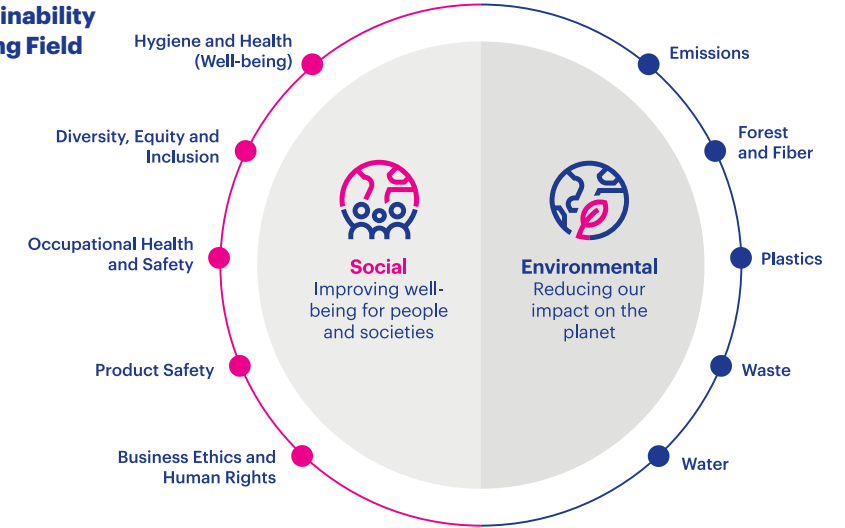 Hygiene and Health
(Well-being)
Diversity, Equity and
Inclusion
Occupational Health
and Safety
Product Safety
Business Ethics and
Human Rights
Social
Improving well-
being for people
and societies
Environmental
Reducing our
impact on the
planet
Emissions
Forest
and Fiber
Plastics
Waste
Water
Field